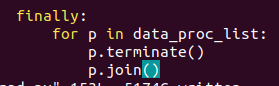 finally:
    for p in data_proc_list:
        p.terminate()
        p.join()